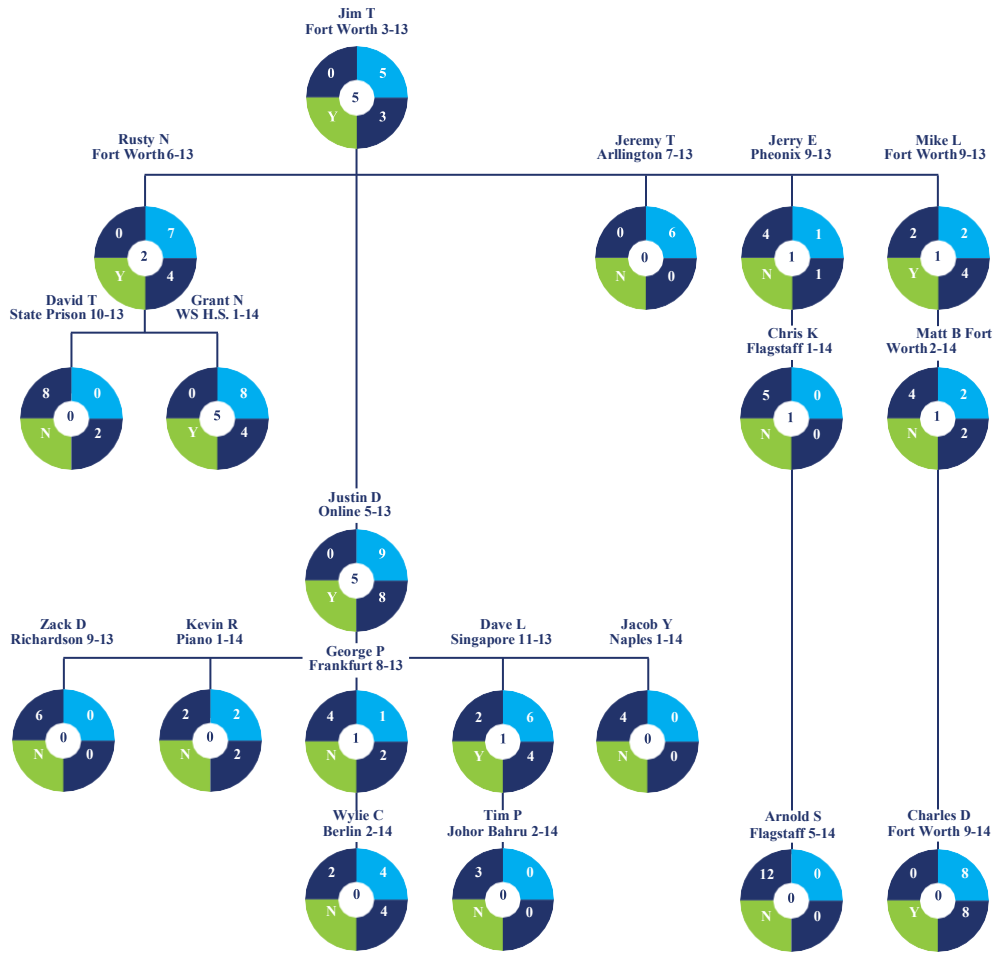 Jim T
Fort Worth 3-13
0 5
5
Y 3
Rusty N
Fort Worth 6-13
Jeremy T
Arllington 7-13
Jerry E
Pheonix 9-13
Mike L
Fort Worth 9-13
0 7
2
Y 4
0 6
0
N 0
4 1
1
N 1
2 2
1
Y 4
David T
State Prison 10-13
Grant N
WS H.S. 1-14
Chris K
Flagstaff 1-14
Matt B Fort
Worth 2-14
8 0
0
N 2
0 8
5
Y 4
5 0
1
N 0
4 2
1
N 2
Justin D
Online 5-13
0 9
5
Y 8
Zack D
Richardson 9-13
Kevin R
Piano 1-14
George P
Frankfurt 8-13
Dave L
Singapore 11-13
Jacob Y
Naples 1-14
6 0
0
N 0
2 2
0
N 2
4 1
1
N 2
2 6
1
Y 4
4 0
0
N 0
Wylie C
Berlin 2-14
Tim P
Johor Bahru 2-14
Arnold S
Flagstaff 5-14
Charles D
Fort Worth 9-14
2 4
0
N 4
3 0
0
N 0
12 0
0
N 0
0 8
0
Y 8